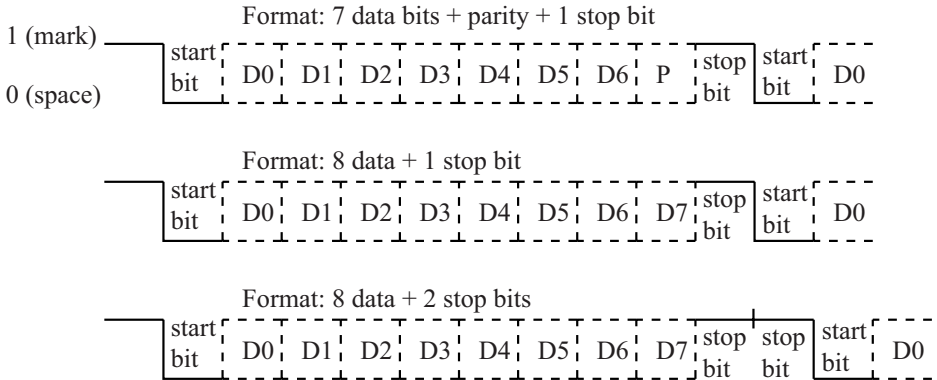 Format: 7 data bits + parity + 1 stop bit
1 (mark)
0 (space)
start bit D0 D1 D2 D3 D4 D5 D6 P stop bit start bit D0
Format: 8 data + 1 stop bit
start bit D0 D1 D2 D3 D4 D5 D6 D7 stop bit start bit D0
Format: 8 data + 2 stop bits
start bit D0 D1 D2 D3 D4 D5 D6 D7 stop bit stop bit start bit D0